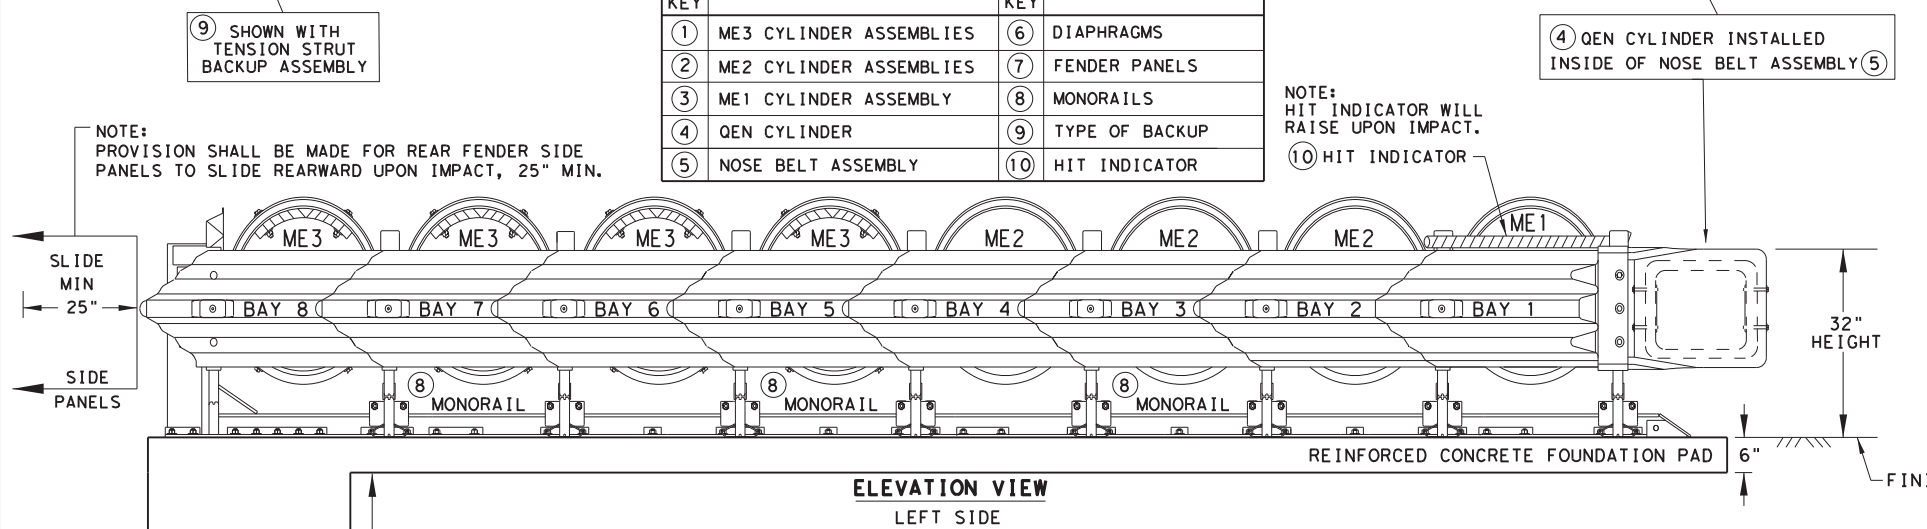 ⑨ SHOWN WITH
TENSION STRUT
BACKUP ASSEMBLY
KEY KEY
① ME3 CYLINDER ASSEMBLIES ⑥ DIAPHRAGMS
② ME2 CYLINDER ASSEMBLIES ⑦ FENDER PANELS
③ ME1 CYLINDER ASSEMBLY ⑧ MONORAILS
④ QEN CYLINDER ⑨ TYPE OF BACKUP
⑤ NOSE BELT ASSEMBLY ⑩ HIT INDICATOR
④ QEN CYLINDER INSTALLED
INSIDE OF NOSE BELT ASSEMBLY ⑤
NOTE:
HIT INDICATOR WILL
RAISE UPON IMPACT.
⑩ HIT INDICATOR
NOTE:
PROVISION SHALL BE MADE FOR REAR FENDER SIDE
PANELS TO SLIDE REARWARD UPON IMPACT, 25" MIN.
ME3 ME3 ME3 ME3 ME2 ME2 ME2 ME1
SLIDE
MIN
25"
BAY 8 BAY 7 BAY 6 BAY 5 BAY 4 BAY 3 BAY 2 BAY 1
32"
HEIGHT
SIDE
PANELS
⑧ ⑧ ⑧
MONORAIL MONORAIL MONORAIL
REINFORCED CONCRETE FOUNDATION PAD 6"
ELEVATION VIEW
LEFT SIDE